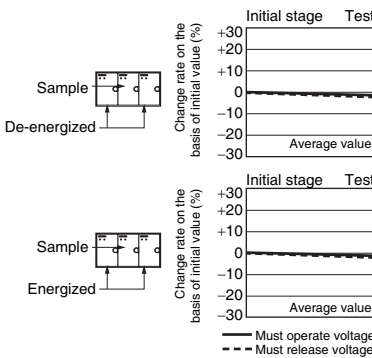 Initial stage Test
Change rate on the
basis of initial value (%)
+30
+20
+10
0
−10
−20
−30
Average value
Sample
De-energized
Initial stage Test
Change rate on the
basis of initial value (%)
+30
+20
+10
0
−10
−20
−30
Average value
Sample
Energized
Must operate voltage
Must release voltage